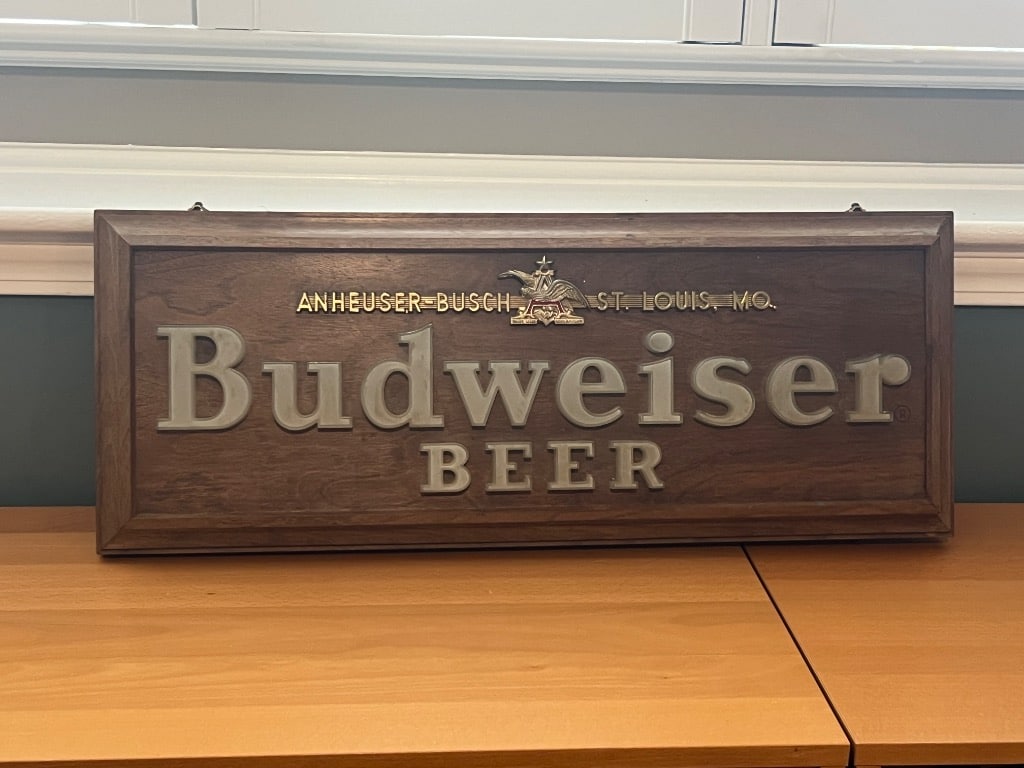 ANHEUSER-BUSCH ST. LOUIS, MO.
Budweiser®
BEER